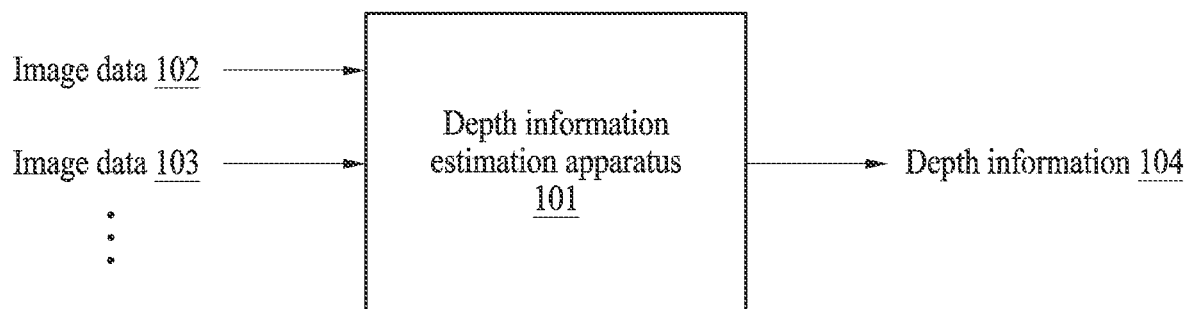 Image data 102
Image data 103
Depth information
estimation apparatus
101
Depth information 104